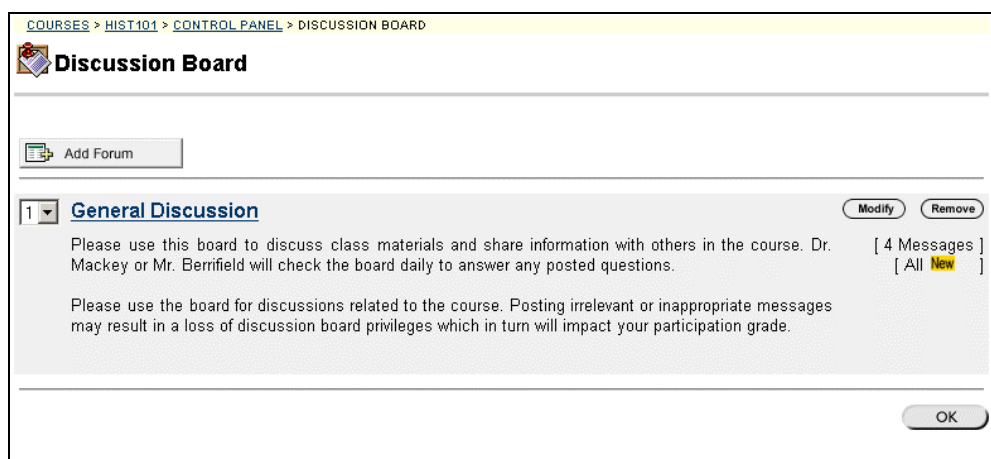 COURSES > HIST101 > CONTROL PANEL > DISCUSSION BOARD
Discussion Board
Add Forum
1 General Discussion Modify Remove
Please use this board to discuss class materials and share information with others in the course. Dr. [ 4 Messages ]
Mackey or Mr. Berrifield will check the board daily to answer any posted questions. [ All New ]
Please use the board for discussions related to the course. Posting irrelevant or inappropriate messages
may result in a loss of discussion board privileges which in turn will impact your participation grade.
OK